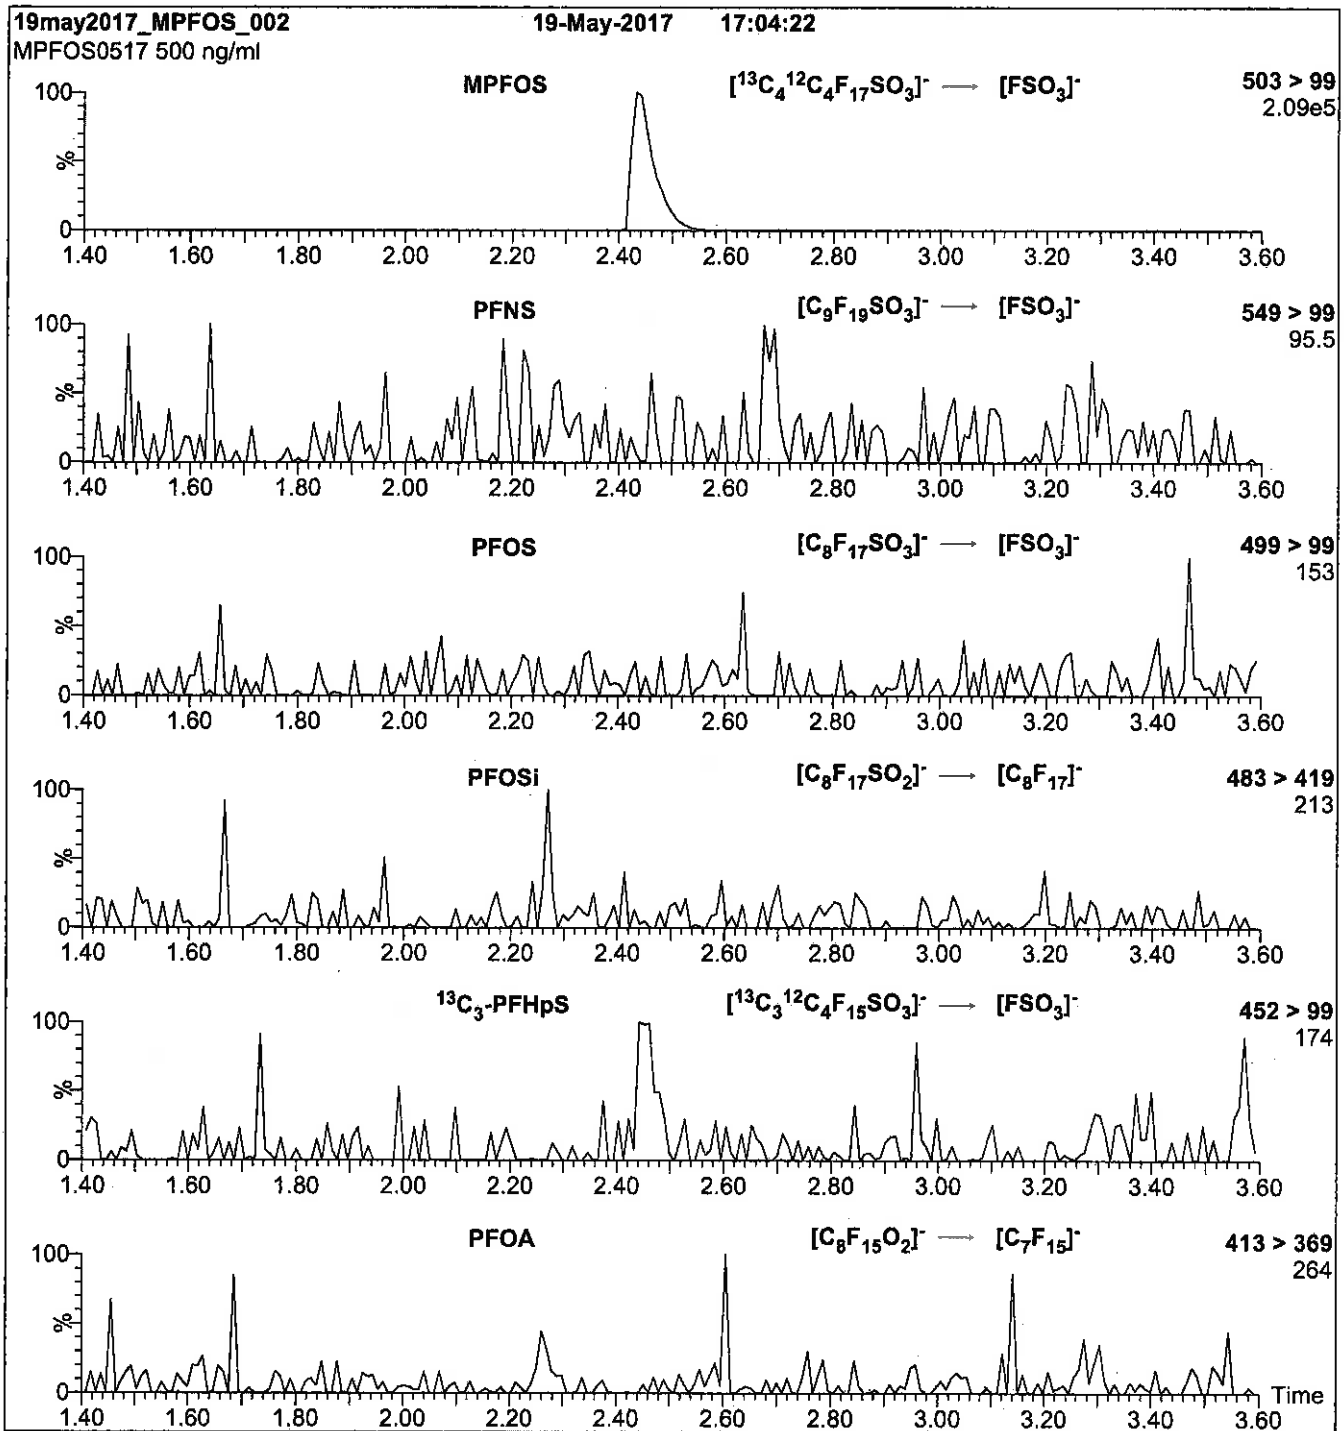 19may2017_MPFOS_002 19-May-2017 17:04:22
MPFOS0517 500 ng/ml
MPFOS [¹³C₄¹²C₄F₁₇SO₃]⁻ → [FSO₃]⁻ 503 > 99
2.09e5
100
%
0
1.40 1.60 1.80 2.00 2.20 2.40 2.60 2.80 3.00 3.20 3.40 3.60
PFNS [C₉F₁₉SO₃]⁻ → [FSO₃]⁻ 549 > 99
95.5
100
%
0
1.40 1.60 1.80 2.00 2.20 2.40 2.60 2.80 3.00 3.20 3.40 3.60
PFOS [C₈F₁₇SO₃]⁻ → [FSO₃]⁻ 499 > 99
153
100
%
0
1.40 1.60 1.80 2.00 2.20 2.40 2.60 2.80 3.00 3.20 3.40 3.60
PFOSi [C₈F₁₇SO₂]⁻ → [C₈F₁₇]⁻ 483 > 419
213
100
%
0
1.40 1.60 1.80 2.00 2.20 2.40 2.60 2.80 3.00 3.20 3.40 3.60
¹³C₃-PFHpS [¹³C₃¹²C₄F₁₅SO₃]⁻ → [FSO₃]⁻ 452 > 99
174
100
%
0
1.40 1.60 1.80 2.00 2.20 2.40 2.60 2.80 3.00 3.20 3.40 3.60
PFOA [C₈F₁₅O₂]⁻ → [C₇F₁₅]⁻ 413 > 369
264
100
%
0
Time
1.40 1.60 1.80 2.00 2.20 2.40 2.60 2.80 3.00 3.20 3.40 3.60